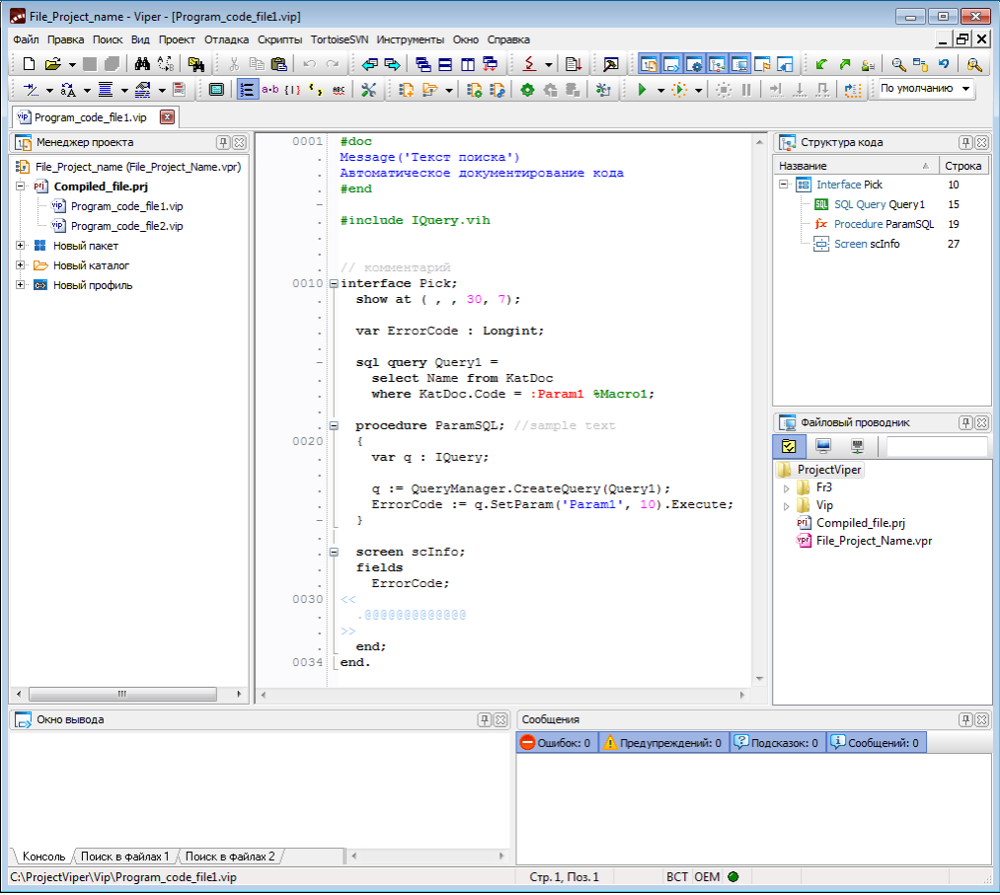 File_Project_name - Viper - [Program_code_file1.vip]
Файл Правка Поиск Вид Проект Отладка Скрипты TortoiseSVN Инструменты Окно Справка
По умолчанию
Program_code_file1.vip
Менеджер проекта
File_Project_name (File_Project_Name.vpr)
Compiled_file.prj
Program_code_file1.vip
Program_code_file2.vip
Новый пакет
Новый каталог
Новый профиль
0001 #doc
Message('Текст поиска')
Автоматическое документирование кода
#end
#include IQuery.vih
// комментарий
0010 interface Pick;
show at ( , , 30, 7);
var ErrorCode : Longint;
sql query Query1 =
select Name from KatDoc
where KatDoc.Code = :Param1 %Macro1;
procedure ParamSQL; //sample text
0020 {
var q : IQuery;
q := QueryManager.CreateQuery(Query1);
ErrorCode := q.SetParam('Param1', 10).Execute;
}
screen scInfo;
fields
ErrorCode;
0030 <<
.@@@@@@@@@@@@@
>>
end;
0034 end.
Структура кода
Название Строка
Interface Pick 10
SQL Query Query1 15
Procedure ParamSQL 19
Screen scInfo 27
Файловый проводник
ProjectViper
Fr3
Vip
Compiled_file.prj
File_Project_Name.vpr
Окно вывода
Консоль Поиск в файлах 1 Поиск в файлах 2
Сообщения
Ошибок: 0 Предупреждений: 0 Подсказок: 0 Сообщений: 0
C:\ProjectViper\Vip\Program_code_file1.vip Стр. 1, Поз. 1 ВСТ OEM